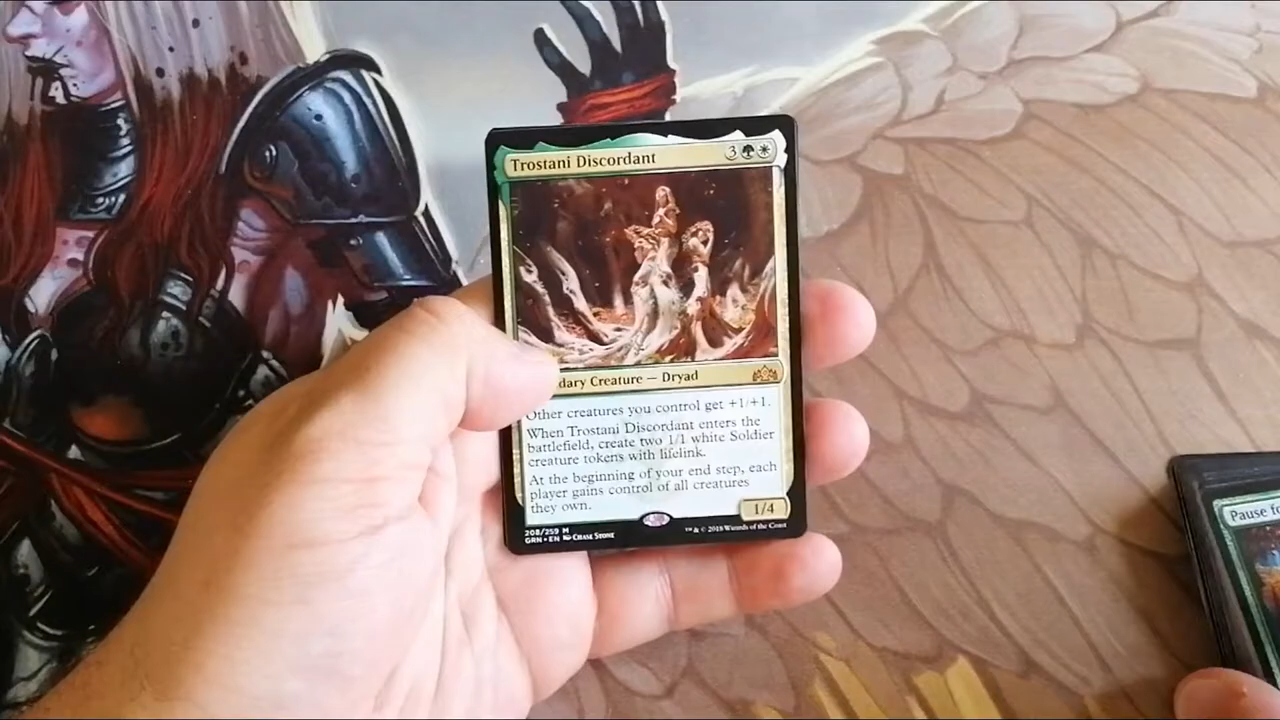 Trostani Discordant 3
dary Creature — Dryad
Other creatures you control get +1/+1.
When Trostani Discordant enters the
battlefield, create two 1/1 white Soldier
creature tokens with lifelink.
At the beginning of your end step, each
player gains control of all creatures
they own.
1/4
208/259 M
GRN • EN CHASE STONE
™ & © 2018 Wizards of the Coast
Pause fo